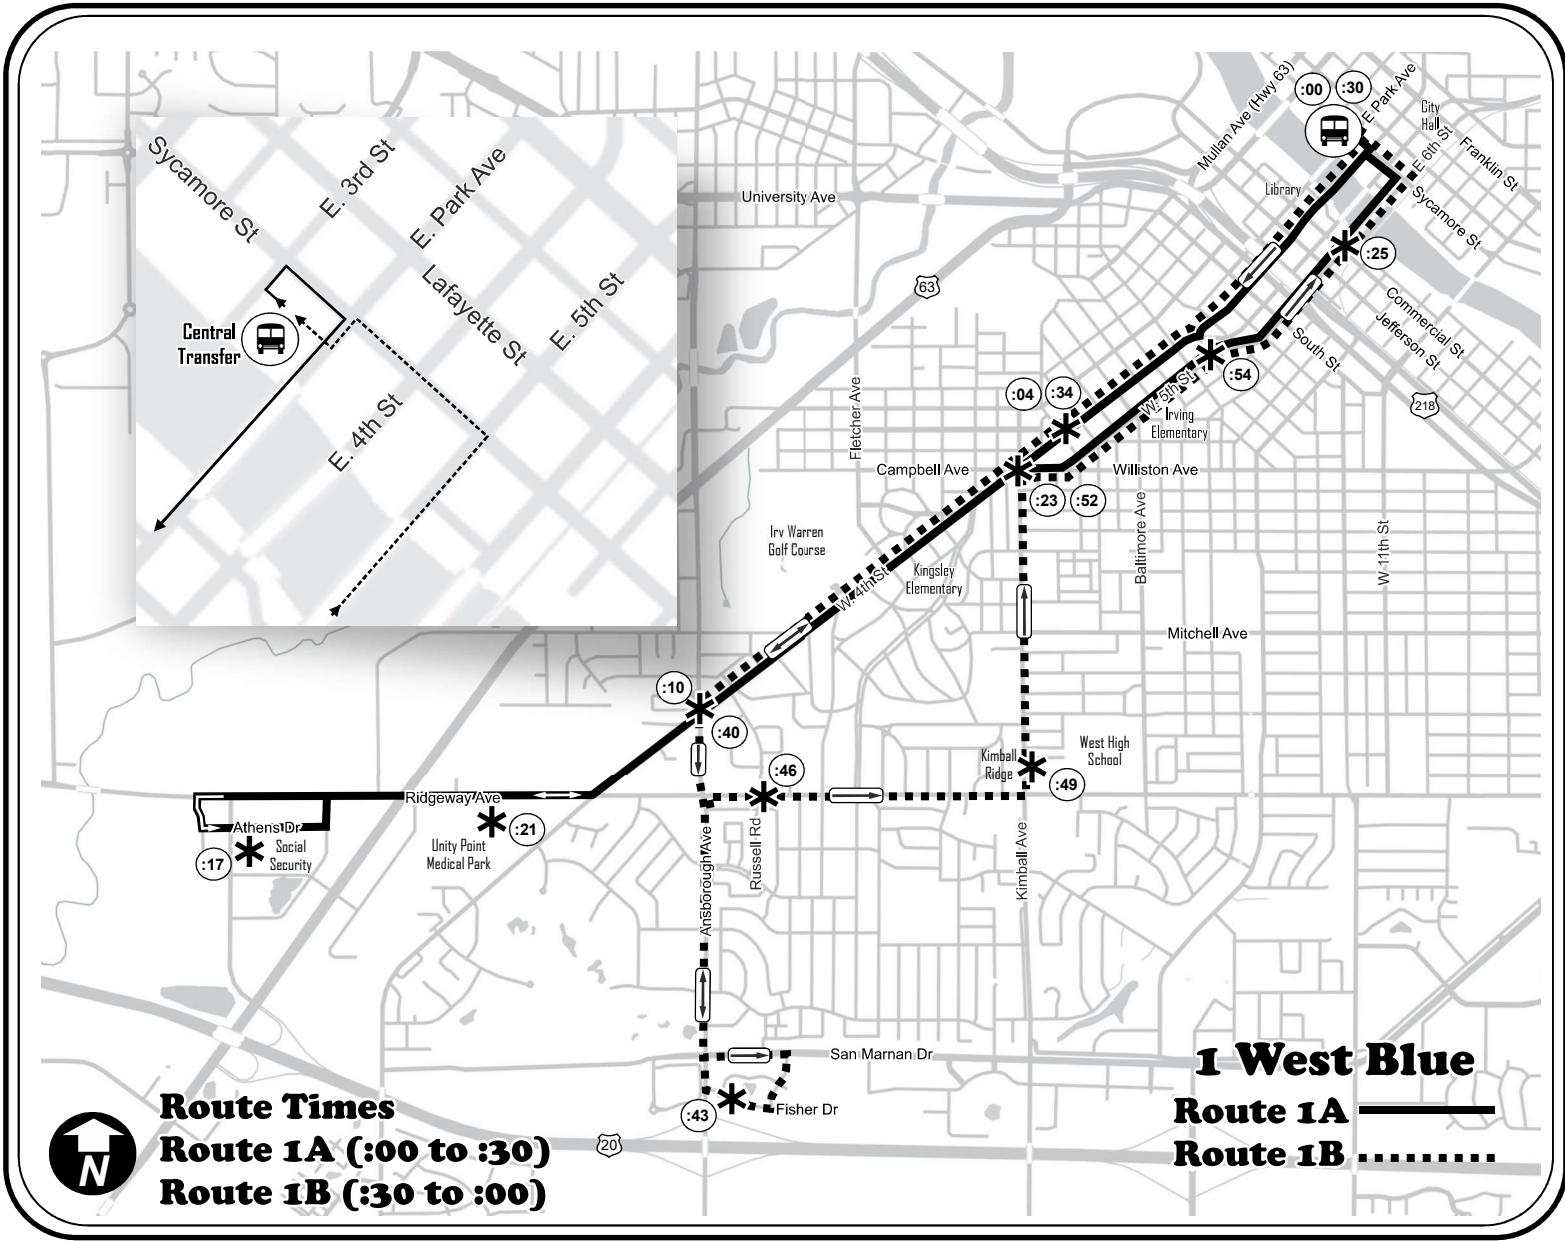 Sycamore St
E. 3rd St
E. Park Ave
Lafayette St
E. 5th St
Central
Transfer
E. 4th St
:00
:30
E Park Ave
City
Hall
Mullan Ave (Hwy 63)
E 6th St
Franklin St
Library
Sycamore St
University Ave
:25
63
Commercial St
Jefferson St
South St
:04
:34
:54
218
W. 5th St
Irving
Elementary
Fletcher Ave
Campbell Ave
Williston Ave
:23
:52
Baltimore Ave
W 11th St
Irv Warren
Golf Course
W. 4th St
Kingsley
Elementary
Mitchell Ave
:10
:40
:46
Kimball
Ridge
West High
School
:49
Ridgeway Ave
Athens Dr
:21
Social
Security
:17
Unity Point
Medical Park
Ansborough Ave
Russell Rd
Kimball Ave
San Marnan Dr
Fisher Dr
:43
20
N
Route Times
Route 1A (:00 to :30)
Route 1B (:30 to :00)
1 West Blue
Route 1A
Route 1B